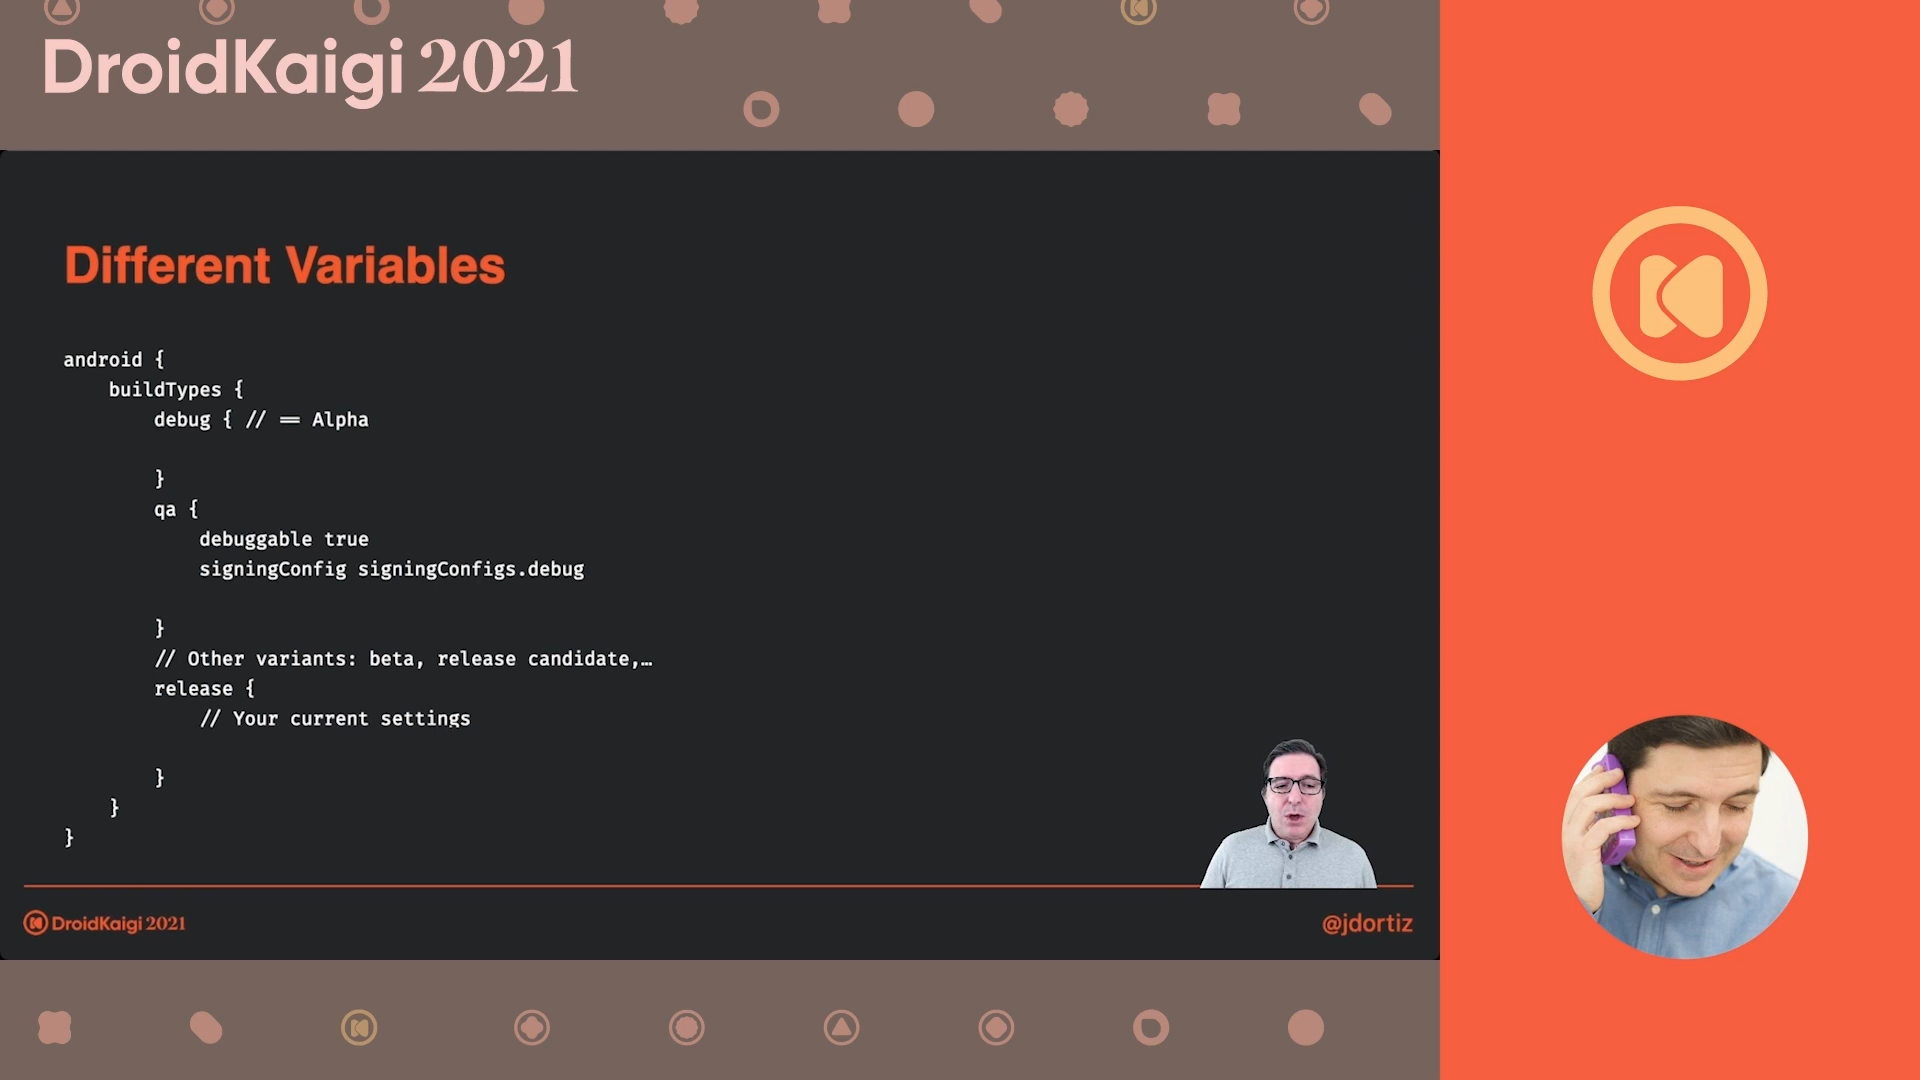 DroidKaigi 2021
Different Variables
android {
buildTypes {
debug { // == Alpha
}
qa {
debuggable true
signingConfig signingConfigs.debug
}
// Other variants: beta, release candidate,…
release {
// Your current settings
}
}
}
DroidKaigi 2021
@jdortiz